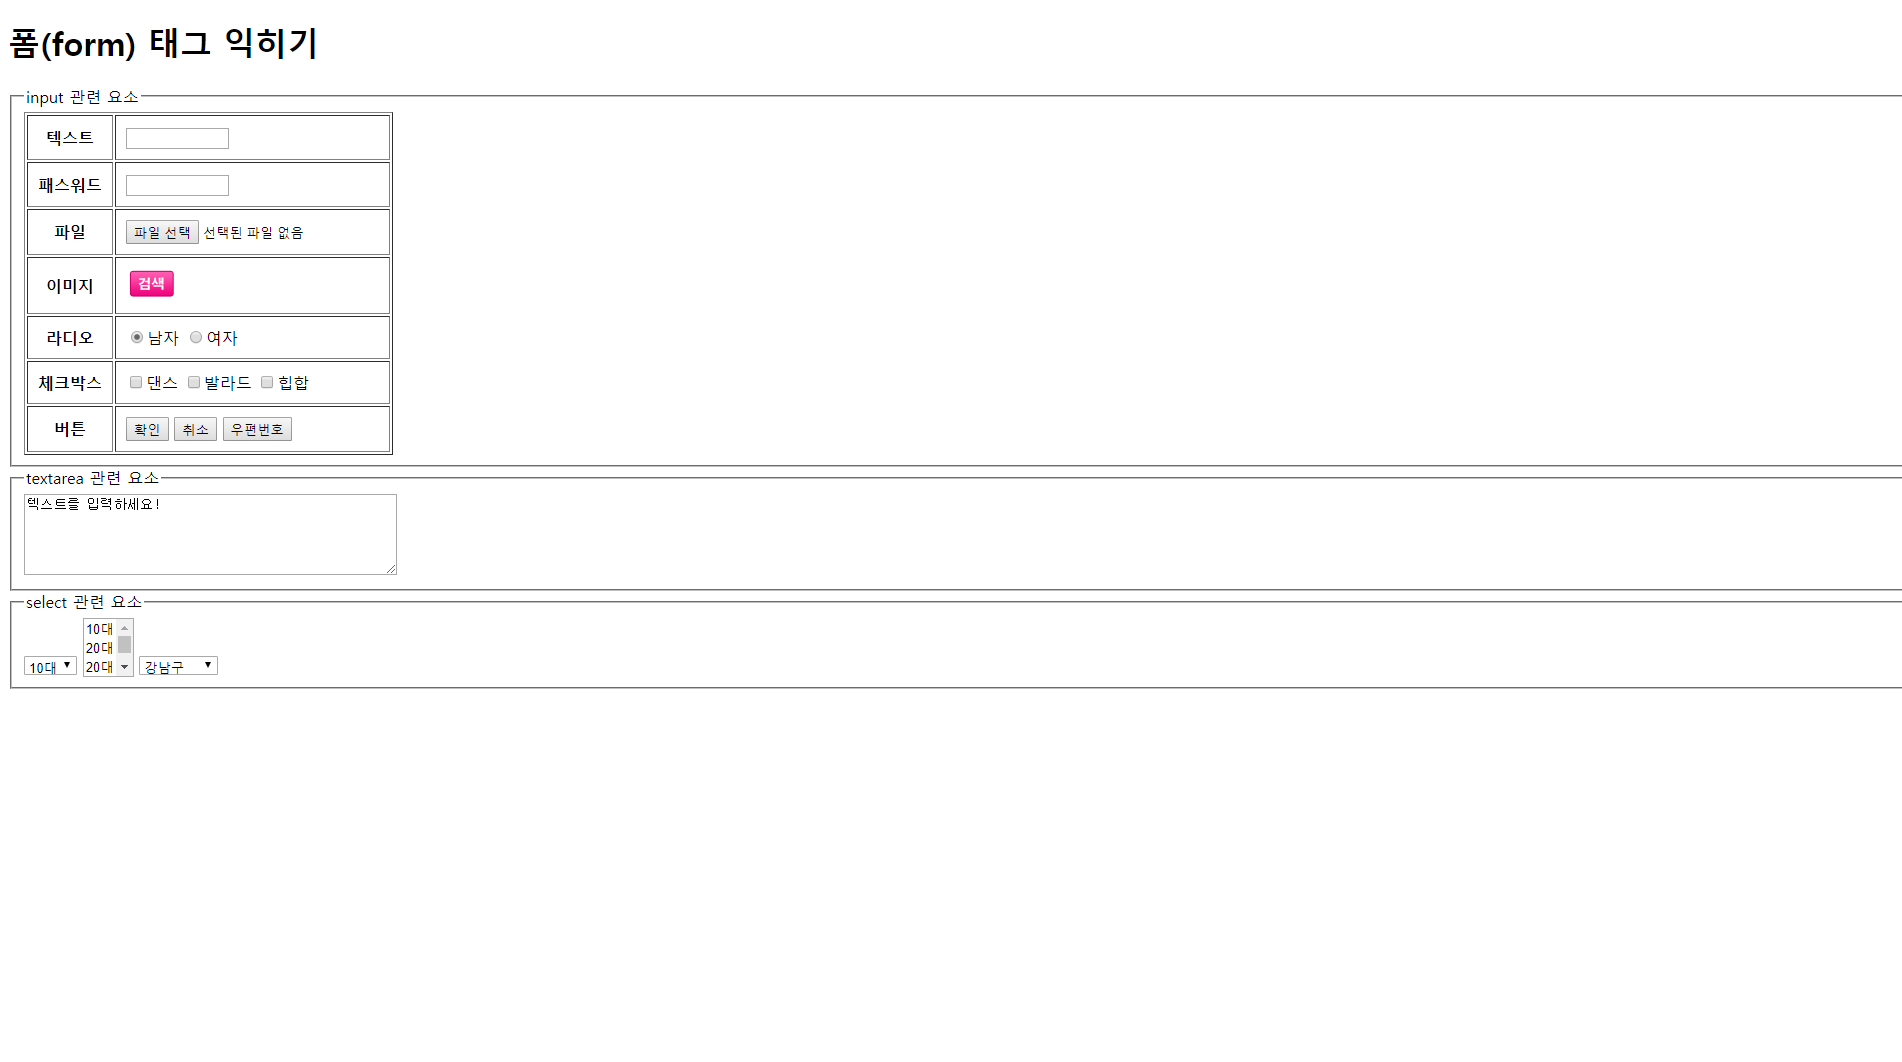 폼(form) 태그 익히기
input 관련 요소
텍스트
패스워드
파일 파일 선택 선택된 파일 없음
이미지 검색
라디오 남자 여자
체크박스 댄스 발라드 힙합
버튼 확인 취소 우편번호
textarea 관련 요소
텍스트를 입력하세요!
select 관련 요소
10대
20대
10대 20대 강남구